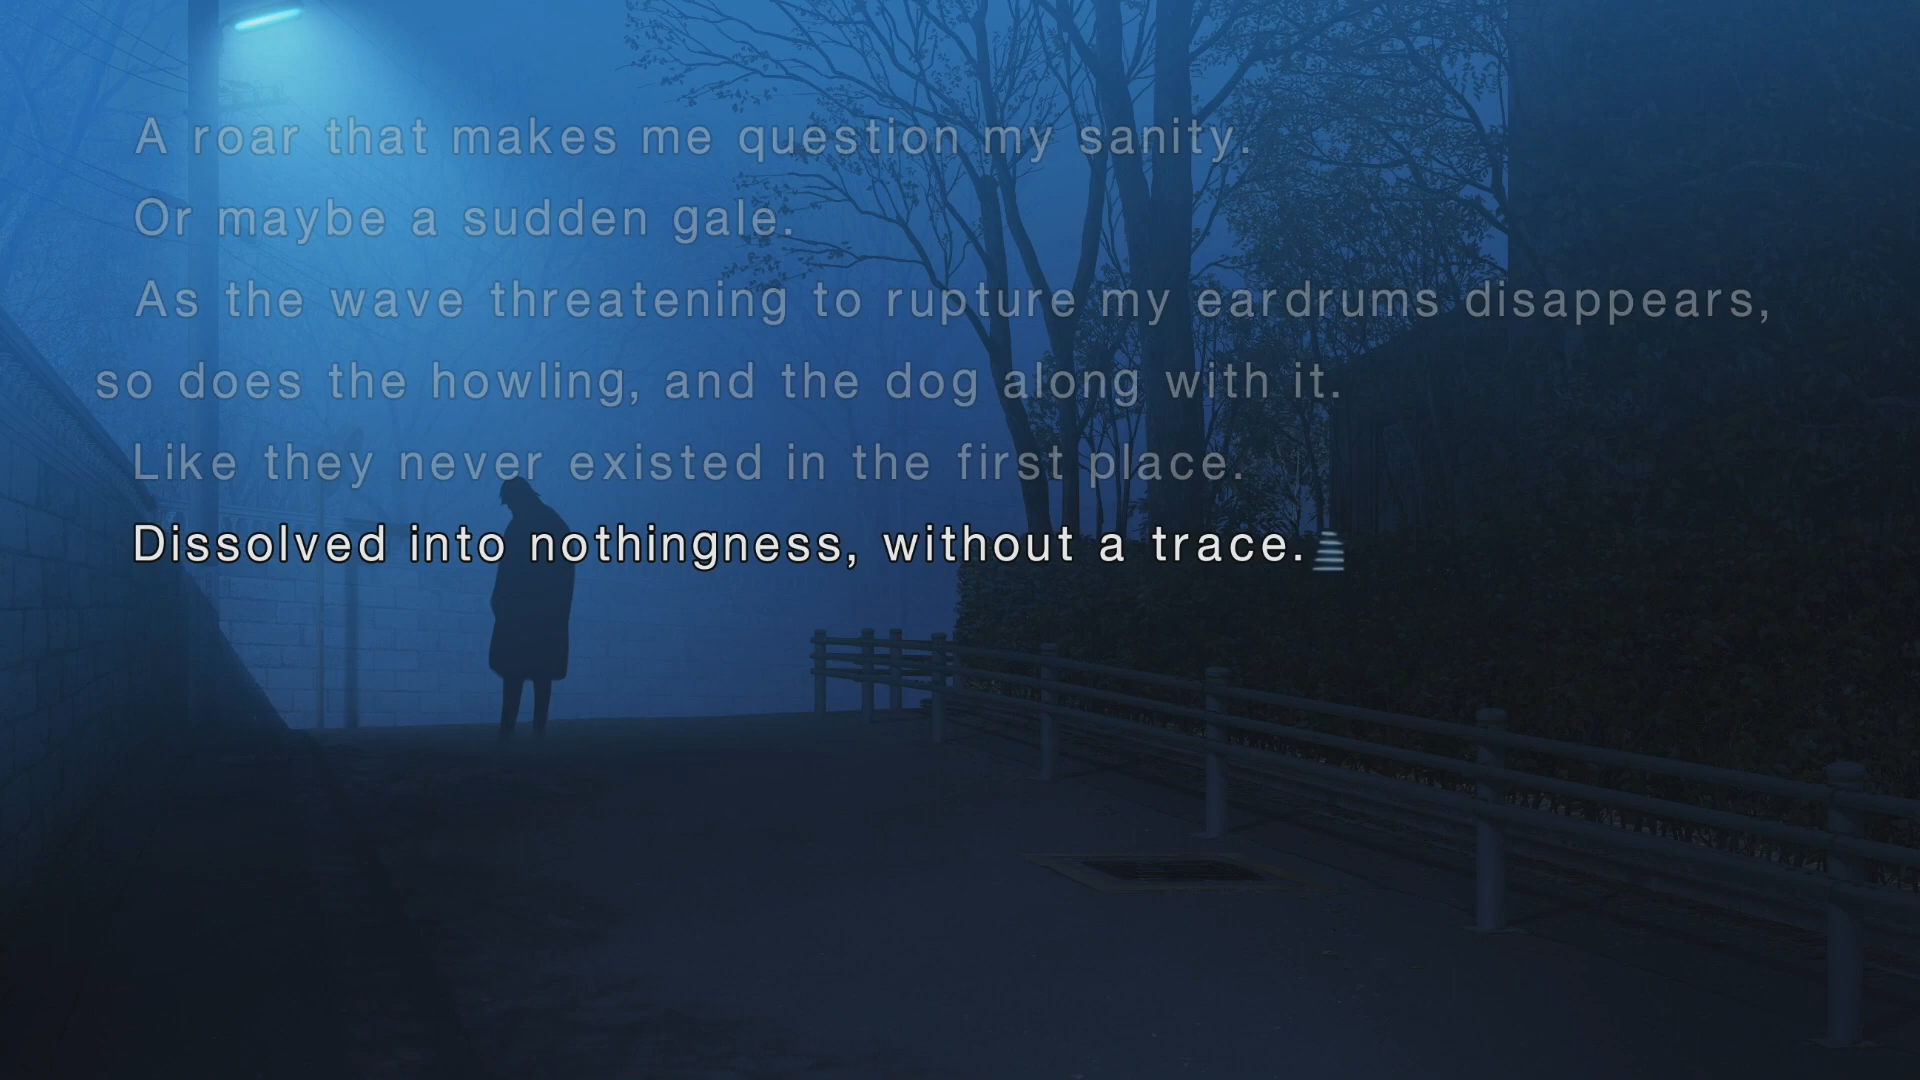 A roar that makes me question my sanity.
Or maybe a sudden gale.
As the wave threatening to rupture my eardrums disappears,
so does the howling, and the dog along with it.
Like they never existed in the first place.
Dissolved into nothingness, without a trace.